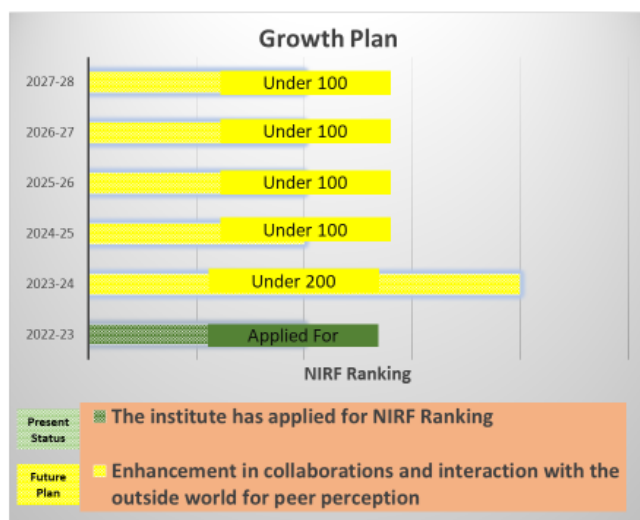 Growth Plan
2027-28 Under 100
2026-27 Under 100
2025-26 Under 100
2024-25 Under 100
2023-24 Under 200
2022-23 Applied For
NIRF Ranking
Present
Status
The institute has applied for NIRF Ranking
Future
Plan
Enhancement in collaborations and interaction with the
outside world for peer perception